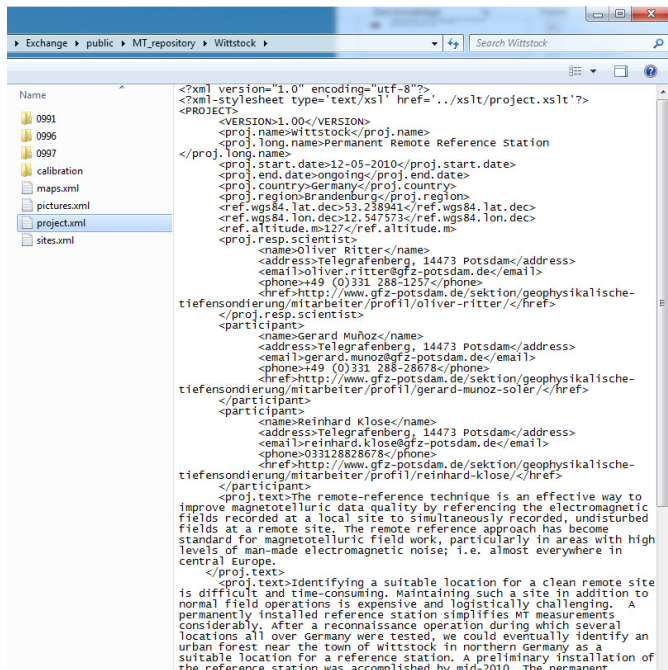 Exchange ▸ public ▸ MT_repository ▸ Wittstock ▸
Search Wittstock
Name
0991
0996
0997
calibration
maps.xml
pictures.xml
project.xml
sites.xml
<?xml version="1.0" encoding="utf-8"?>
<?xml-stylesheet type='text/xsl' href='../xslt/project.xslt'?>
<PROJECT>
<VERSION>1.00</VERSION>
<proj.name>Wittstock</proj.name>
<proj.long.name>Permanent Remote Reference Station
</proj.long.name>
<proj.start.date>12-05-2010</proj.start.date>
<proj.end.date>ongoing</proj.end.date>
<proj.country>Germany</proj.country>
<proj.region>Brandenburg</proj.region>
<ref.wgs84.lat.dec>53.238941</ref.wgs84.lat.dec>
<ref.wgs84.lon.dec>12.547573</ref.wgs84.lon.dec>
<ref.altitude.m>127</ref.altitude.m>
<proj.resp.scientist>
<name>Oliver Ritter</name>
<address>Telegrafenberg, 14473 Potsdam</address>
<email>oliver.ritter@gfz-potsdam.de</email>
<phone>+49 (0)331 288-1257</phone>
<href>http://www.gfz-potsdam.de/sektion/geophysikalische-
tiefensondierung/mitarbeiter/profil/oliver-ritter/</href>
</proj.resp.scientist>
<participant>
<name>Gerard Muñoz</name>
<address>Telegrafenberg, 14473 Potsdam</address>
<email>gerard.munoz@gfz-potsdam.de</email>
<phone>+49 (0)331 288-28678</phone>
<href>http://www.gfz-potsdam.de/sektion/geophysikalische-
tiefensondierung/mitarbeiter/profil/gerard-munoz-soler/</href>
</participant>
<participant>
<name>Reinhard Klose</name>
<address>Telegrafenberg, 14473 Potsdam</address>
<email>reinhard.klose@gfz-potsdam.de</email>
<phone>033128828678</phone>
<href>http://www.gfz-potsdam.de/sektion/geophysikalische-
tiefensondierung/mitarbeiter/profil/reinhard-klose/</href>
</participant>
<proj.text>The remote-reference technique is an effective way to
improve magnetotelluric data quality by referencing the electromagnetic
fields recorded at a local site to simultaneously recorded, undisturbed
fields at a remote site. The remote reference approach has become
standard for magnetotelluric field work, particularly in areas with high
levels of man-made electromagnetic noise; i.e. almost everywhere in
central Europe.
</proj.text>
<proj.text>Identifying a suitable location for a clean remote site
is difficult and time-consuming. Maintaining such a site in addition to
normal field operations is expensive and logistically challenging. A
permanently installed reference station simplifies MT measurements
considerably. After a reconnaissance operation during which several
locations all over Germany were tested, we could eventually identify an
urban forest near the town of Wittstock in northern Germany as a
suitable location for a reference station. A preliminary installation of
the reference station was accomplished by mid-2010. The permanent